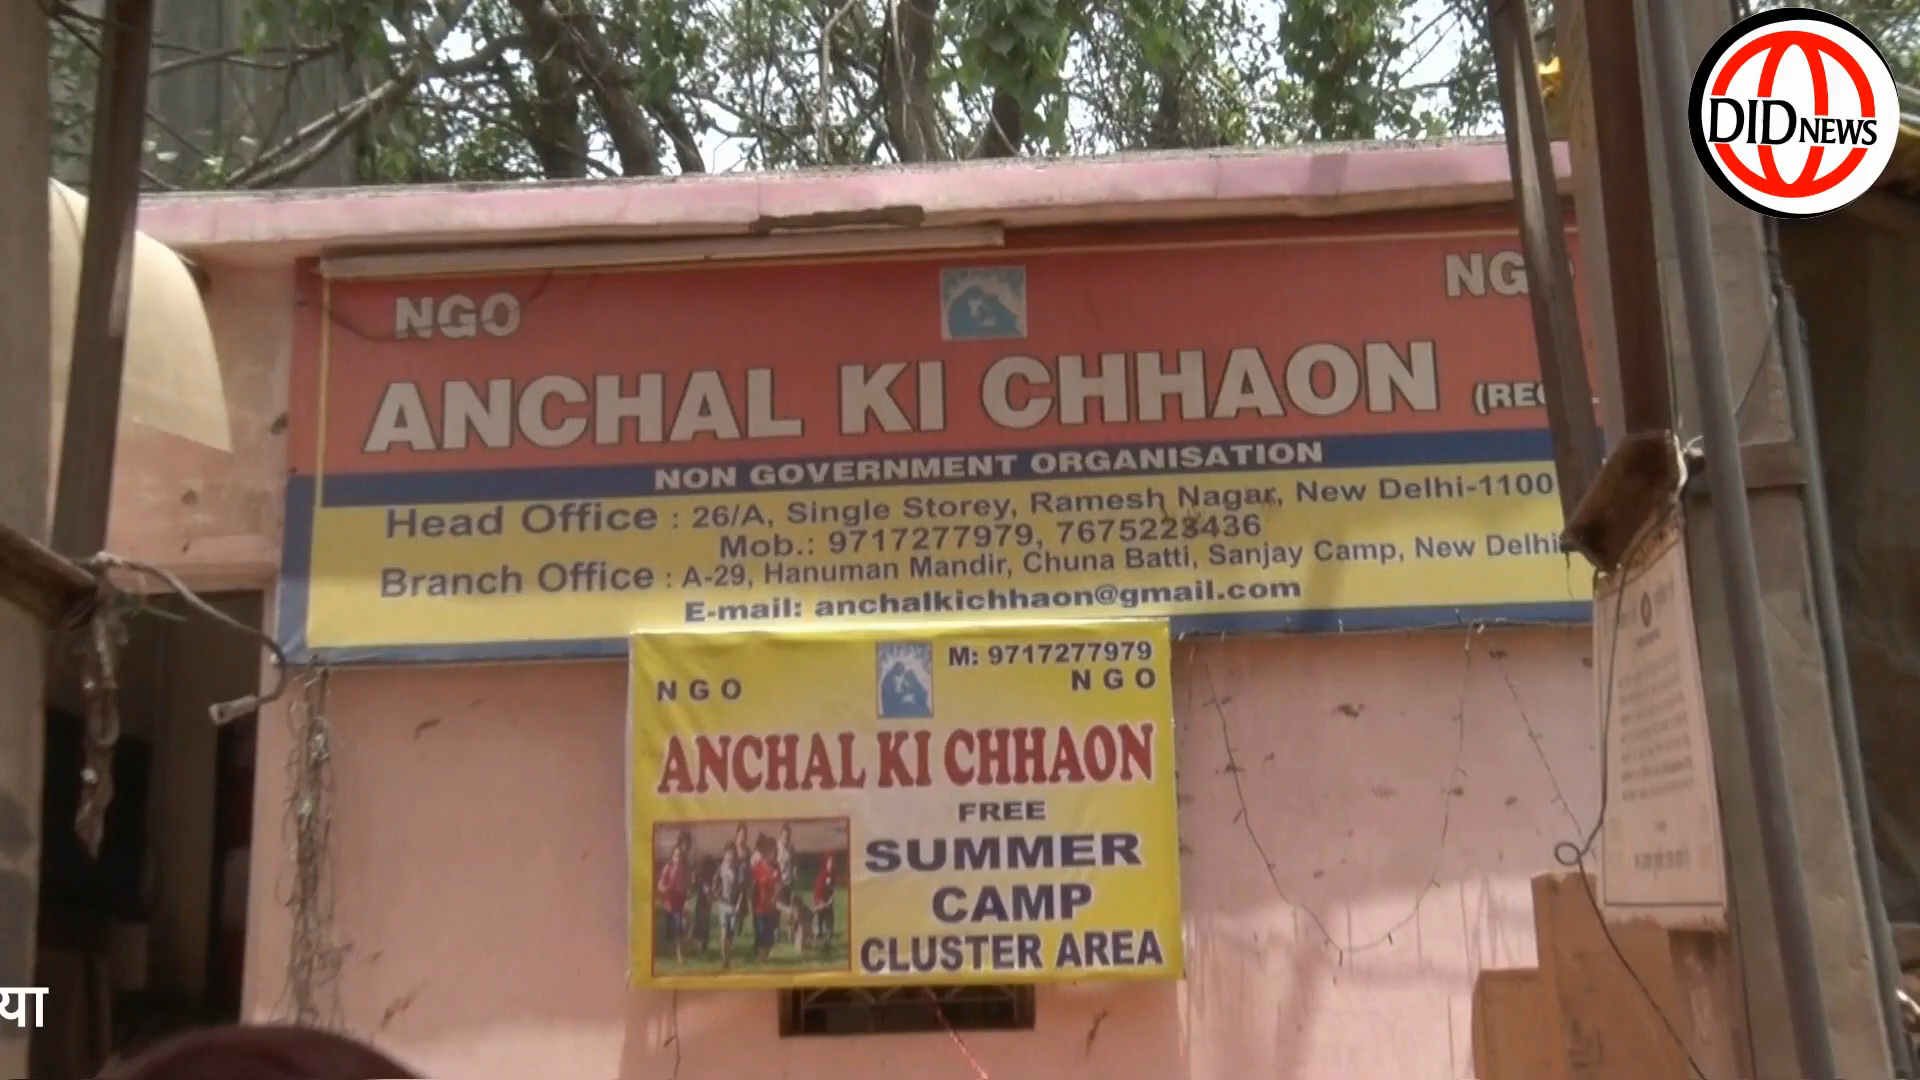 DID NEWS
NGO
NG
ANCHAL KI CHHAON
NON GOVERNMENT ORGANISATION
Head Office : 26/A, Single Storey, Ramesh Nagar, New Delhi-1100
Mob.: 9717277979, 7675223436
Branch Office : A-29, Hanuman Mandir, Chuna Batti, Sanjay Camp, New Delhi
E-mail: anchalkichhaon@gmail.com
M: 9717277979
NGO
NGO
ANCHAL KI CHHAON
FREE
SUMMER
CAMP
CLUSTER AREA
या